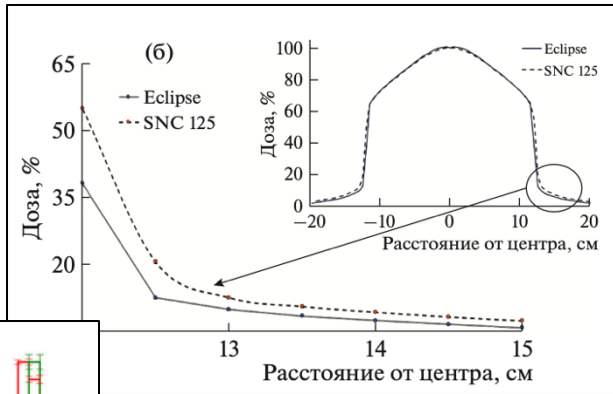 (б)
65
50
35
20
Доза, %
Eclipse
SNC 125
13
14
15
Расстояние от центра, см
100
80
60
40
20
0
Доза, %
Eclipse
SNC 125
−20
−10
0
10
20
Расстояние от центра, см